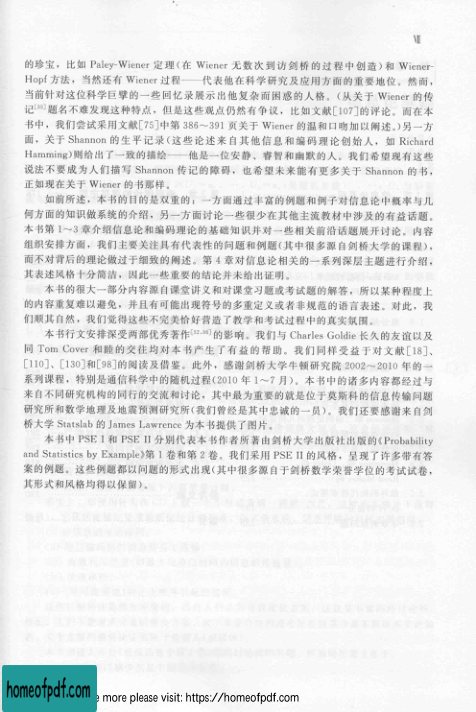 Ⅶ
的珍宝，比如 Paley-Wiener 定理(在 Wiener 无数次到访剑桥的过程中创造)和 Wiener-
Hopf 方法，当然还有 Wiener 过程——代表他在科学研究及应用方面的重要地位。然而，
当前针对这位科学巨擘的一些回忆录展示出他复杂而困惑的人格。(从关于 Wiener 的传
记[35]题名不难发现这种特点，但是这些观点仍然有争议，比如文献[107]的评论。而在本
书中，我们尝试采用文献[75]中第 386～391 页关于 Wiener 的温和口吻加以阐述。)另一方
面，关于 Shannon 的生平记录(这些论述来自其他信息和编码理论创始人，如 Richard
Hamming)则给出了一致的描绘——他是一位安静、睿智和幽默的人。我们希望现有这些
说法不要成为人们描写 Shannon 传记的障碍，也希望未来能有更多关于 Shannon 的书，
正如现在关于 Wiener 的书那样。
如前所述，本书的目的是双重的：一方面通过丰富的例题和例子对信息论中概率与几
何方面的知识做系统的介绍，另一方面讨论一些很少在其他主流教材中涉及的有益话题。
本书第 1～3 章介绍信息论和编码理论的基础知识并对一些相关前沿话题展开讨论。内容
组织安排方面，我们主要关注具有代表性的问题和例题(其中很多源自剑桥大学的课程)，
而不对背后的理论做过于细致的阐述。第 4 章对信息论相关的一系列深层主题进行介绍，
其表述风格十分简洁，因此一些重要的结论并未给出证明。
本书的很大一部分内容源自课堂讲义和对课堂习题或考试题的解答，所以某种程度上
的内容重复难以避免，并且有可能出现符号的多重定义或者非规范的语言表述。对此，我
们顺其自然，我们觉得这些不完美恰好营造了教学和考试过程中的真实氛围。
本书行文安排深受两部优秀著作的影响。我们与 Charles Goldie 长久的友谊以及
同 Tom Cover 和睦的交往均对本书产生了有益的帮助。我们同样受益于对文献[18]、
[110]、[130]和[98]的阅读及借鉴。此外，感谢剑桥大学牛顿研究院 2002～2010 年的一
系列课程，特别是通信科学中的随机过程(2010 年 1～7 月)。本书中的诸多内容都经过与
来自不同研究机构的同行的交流和讨论，其中最为重要的就是位于莫斯科的信息传输问题
研究所和数学地理及地震预测研究所(我们曾经是其中忠诚的一员)。我们还要感谢来自剑
桥大学 Statslab 的 James Lawrence 为本书提供了图片。
本书中 PSE I 和 PSE II 分别代表本书作者所著由剑桥大学出版社出版的《Probability
and Statistics by Example》第 1 卷和第 2 卷。我们采用 PSE II 的风格，呈现了许多带有答
案的例题。这些例题都以问题的形式出现(其中很多源自于剑桥数学荣誉学位的考试试卷，
其形式和风格均得以保留)。
homeofpdf.com
e more please visit: https://homeofpdf.com